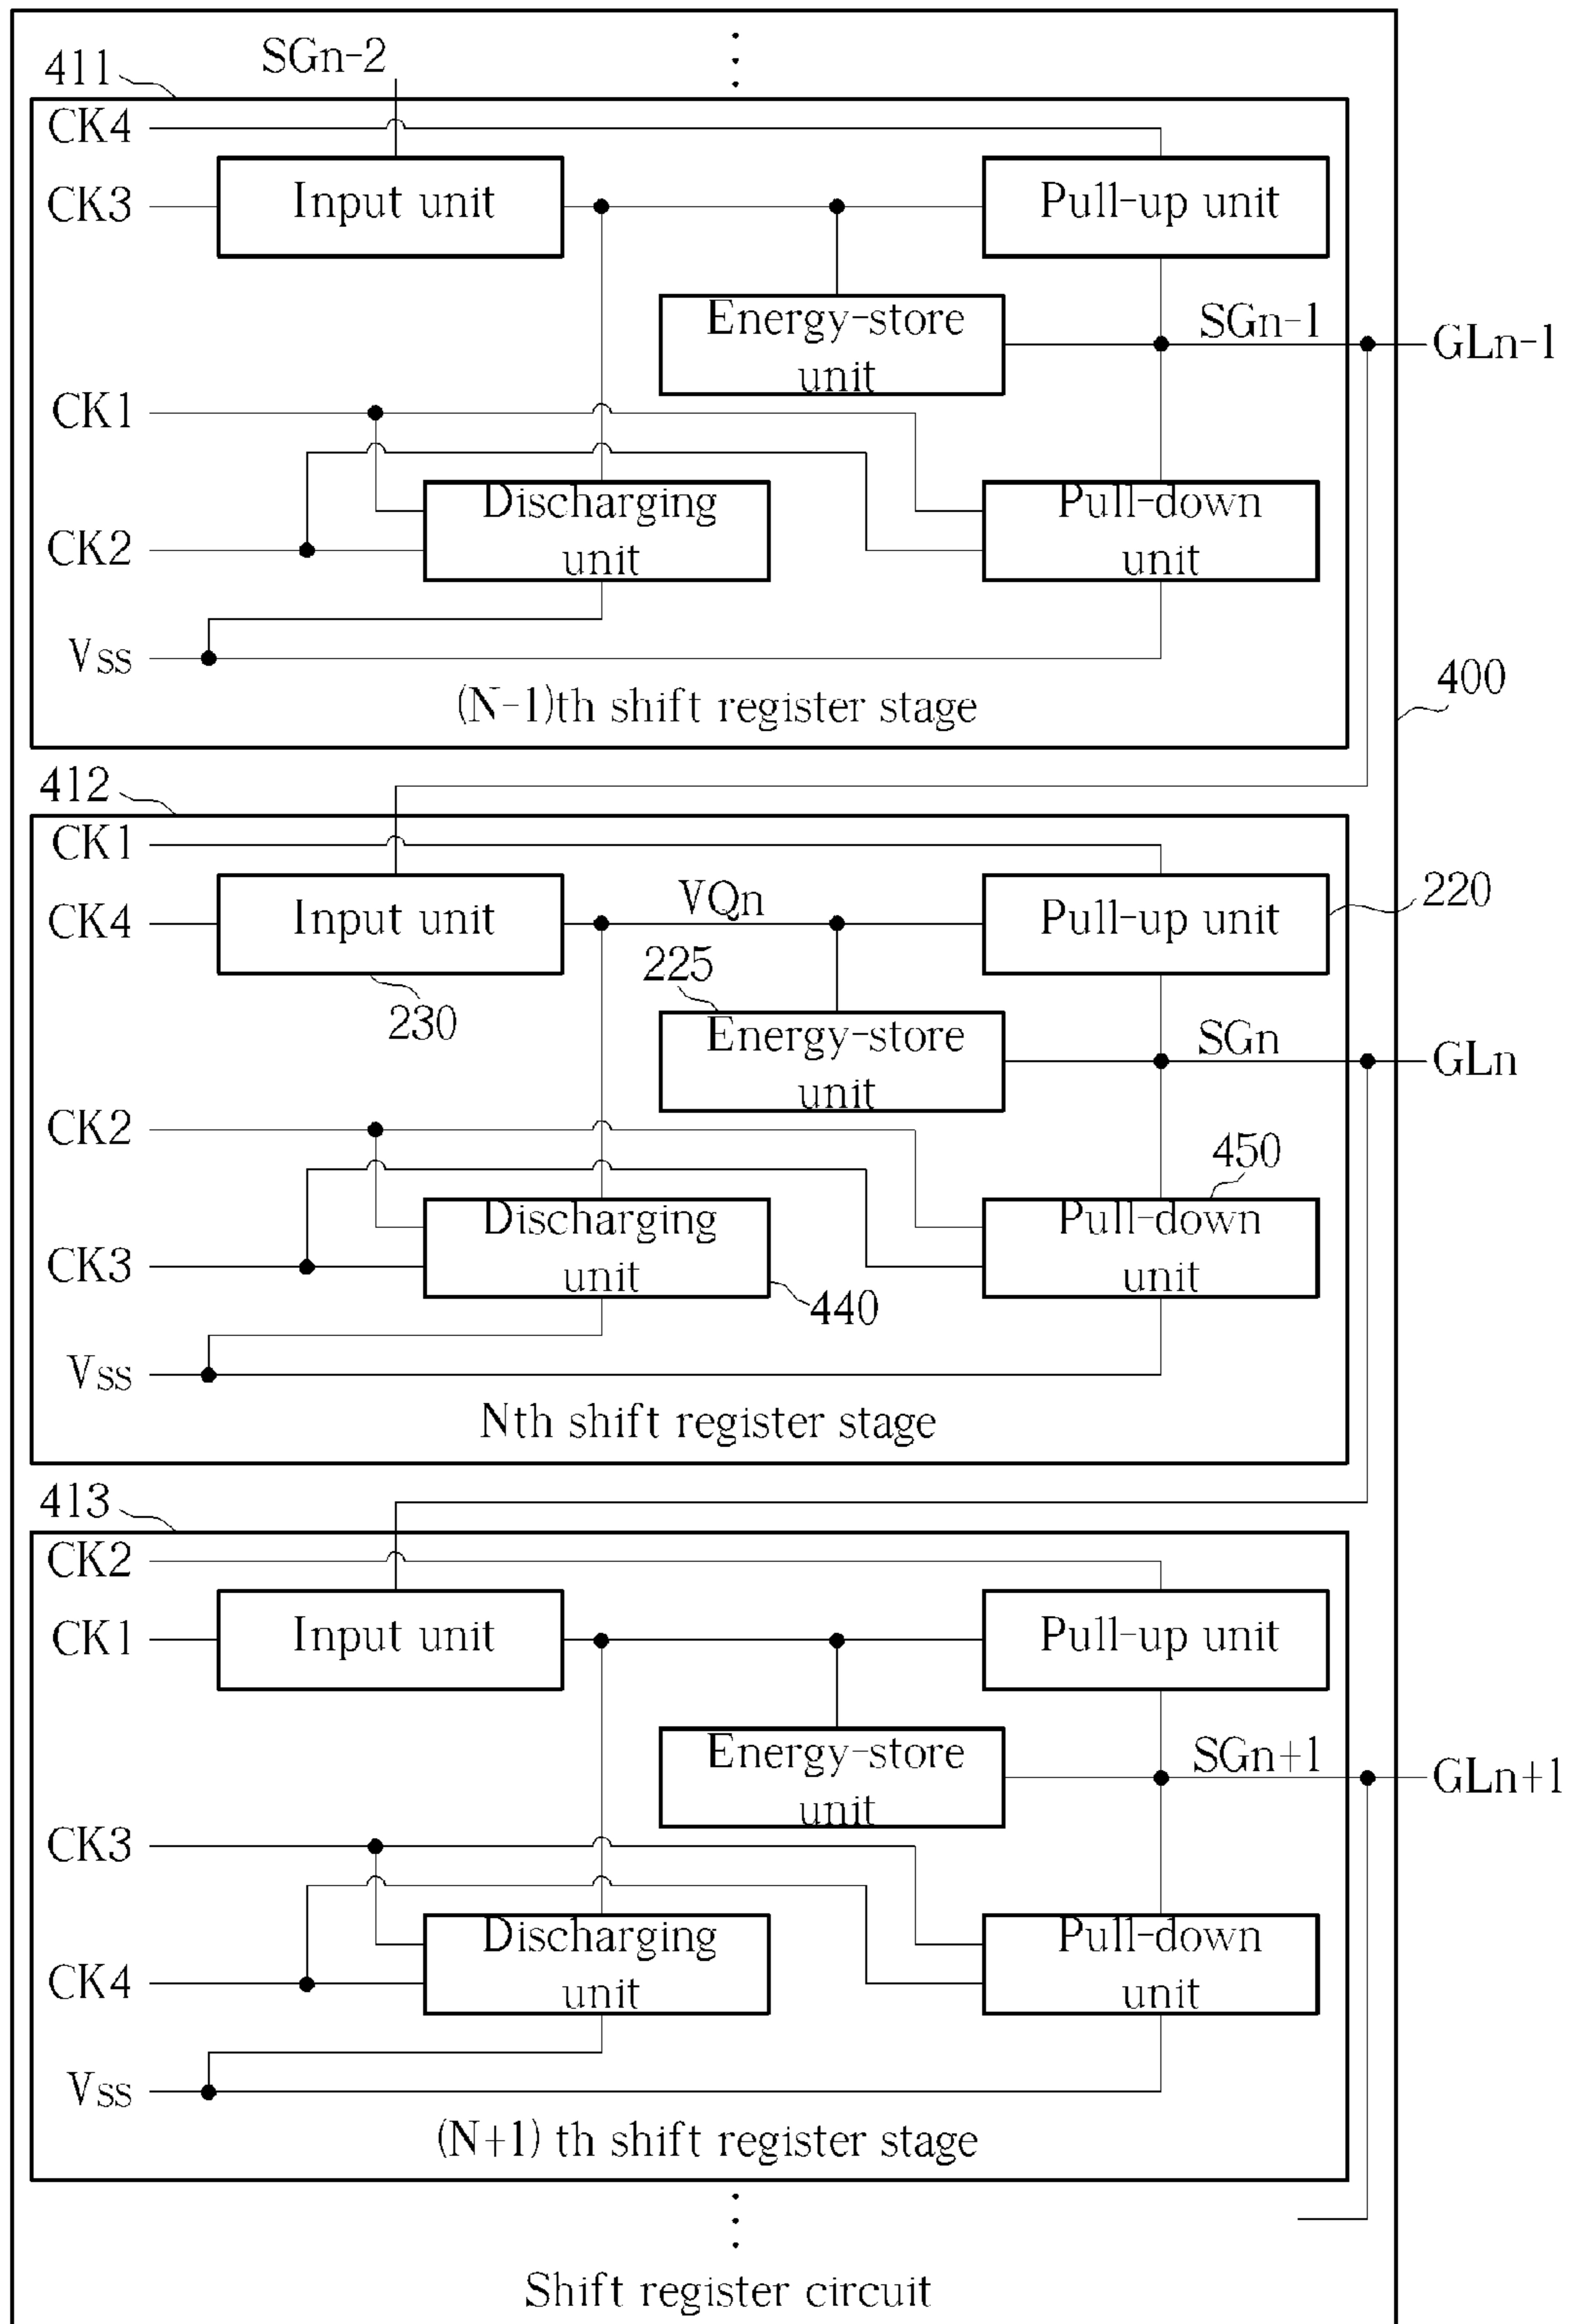 SGn-2
411
CK4
CK3
Input unit
Pull-up unit
Energy-store
unit
SGn-1
GLn-1
CK1
CK2
Discharging
unit
Pull-down
unit
Vss
(N-1)th shift register stage
400
412
CK1
CK4
Input unit
VQn
Pull-up unit
220
230
225
Energy-store
unit
SGn
GLn
CK2
CK3
Discharging
unit
440
450
Pull-down
unit
Vss
Nth shift register stage
413
CK2
CK1
Input unit
Pull-up unit
Energy-store
unit
SGn+1
GLn+1
CK3
CK4
Discharging
unit
Pull-down
unit
Vss
(N+1) th shift register stage
Shift register circuit